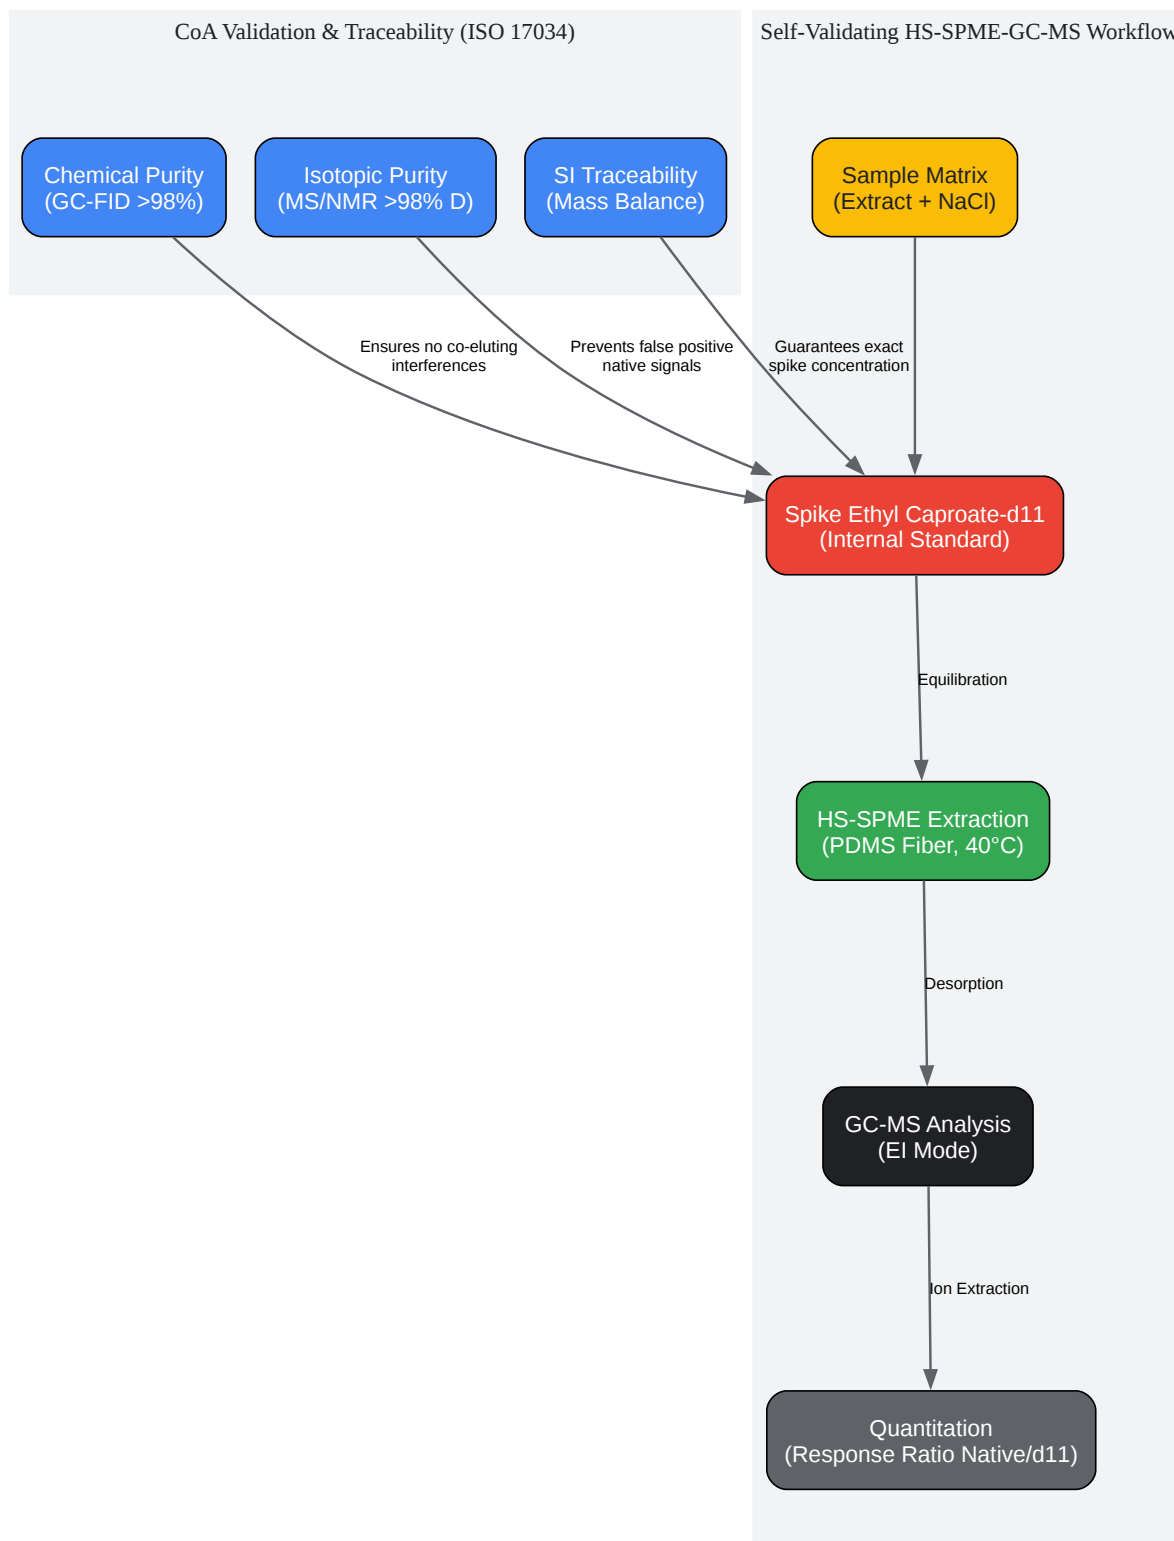 CoA Validation & Traceability (ISO 17034)
Self-Validating HS-SPME-GC-MS Workflow
Chemical Purity
(GC-FID >98%)
Isotopic Purity
(MS/NMR >98% D)
SI Traceability
(Mass Balance)
Sample Matrix
(Extract + NaCl)
Ensures no co-eluting
interferences
Prevents false positive
native signals
Guarantees exact
spike concentration
Spike Ethyl Caproate-d11
(Internal Standard)
Equilibration
HS-SPME Extraction
(PDMS Fiber, 40°C)
Desorption
GC-MS Analysis
(EI Mode)
Ion Extraction
Quantitation
(Response Ratio Native/d11)